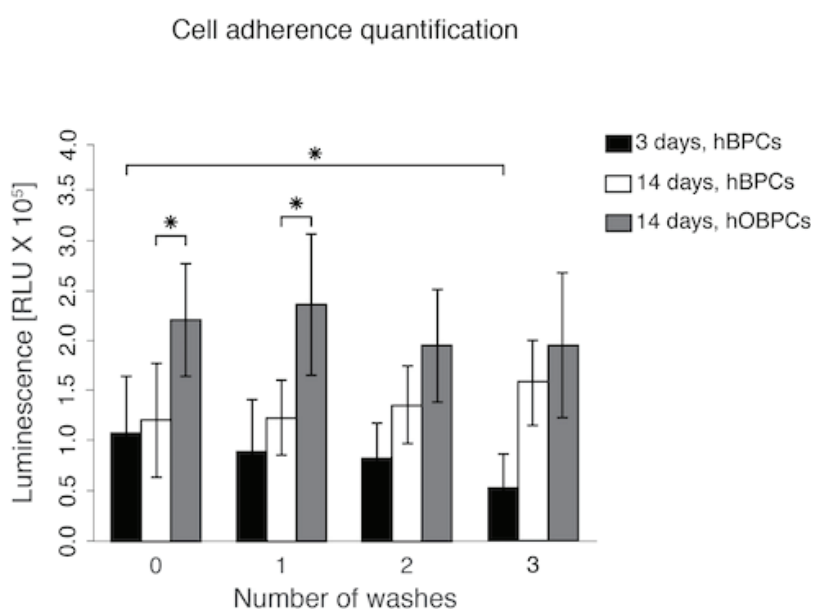 Cell adherence quantification
Luminescence [RLU X 10⁵]
4.0
3.5
3.0
2.5
2.0
1.5
1.0
0.5
0.0
*
*
*
3 days, hBPCs
14 days, hBPCs
14 days, hOBPCs
0 1 2 3
Number of washes